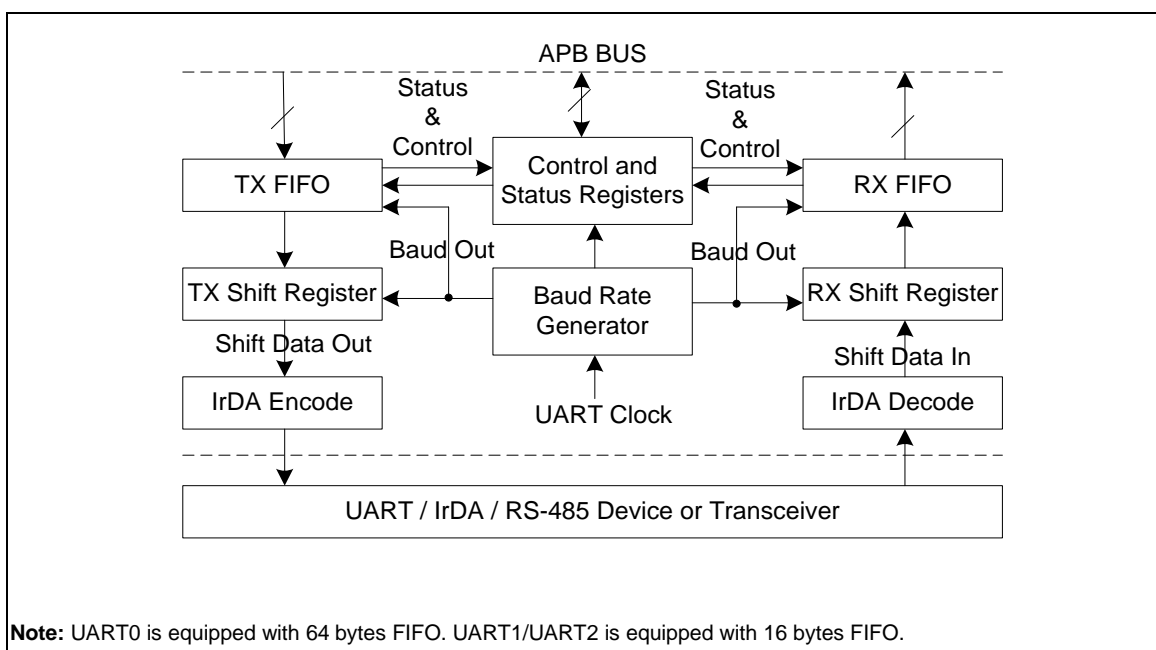 APB BUS
Status
&
Control
Status
&
Control
TX FIFO
Control and
Status Registers
RX FIFO
Baud Out
Baud Out
TX Shift Register
Baud Rate
Generator
RX Shift Register
Shift Data Out
Shift Data In
IrDA Encode
UART Clock
IrDA Decode
UART / IrDA / RS-485 Device or Transceiver
Note: UART0 is equipped with 64 bytes FIFO. UART1/UART2 is equipped with 16 bytes FIFO.